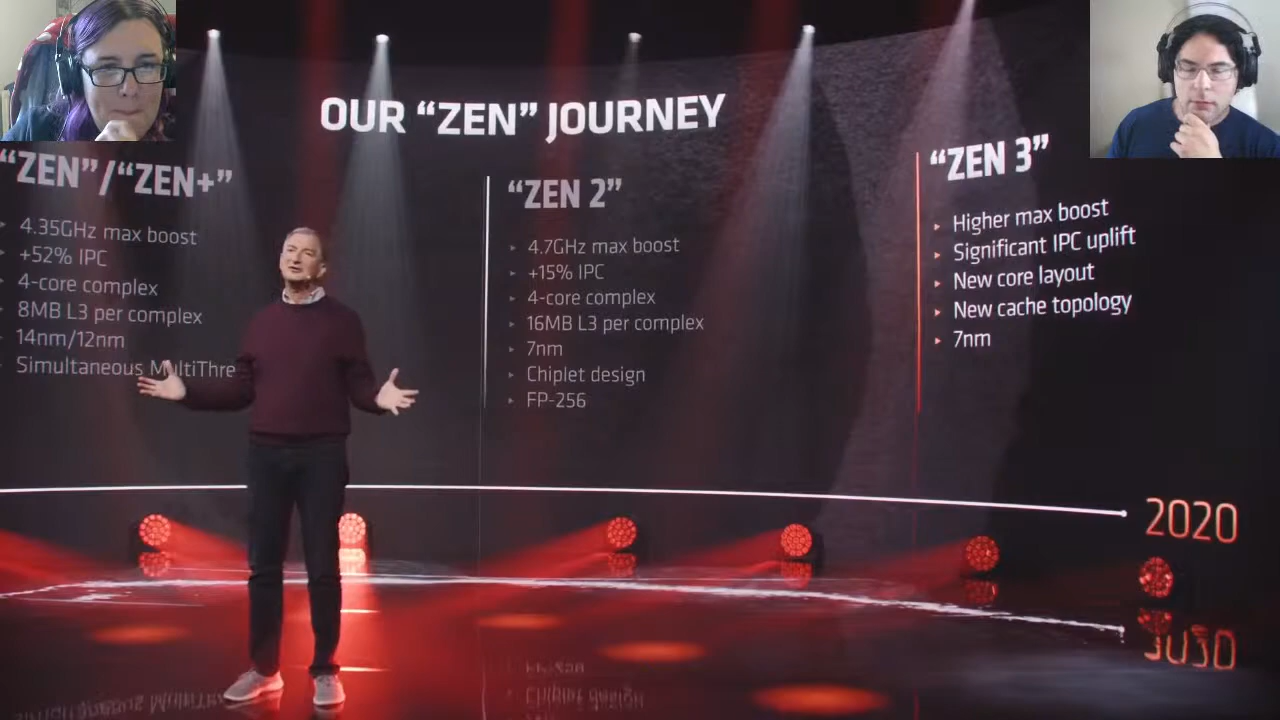 OUR “ZEN” JOURNEY
“ZEN”/“ZEN+”
4.35GHz max boost
+52% IPC
4-core complex
8MB L3 per complex
14nm/12nm
Simultaneous MultiThre
“ZEN 2”
4.7GHz max boost
+15% IPC
4-core complex
16MB L3 per complex
7nm
Chiplet design
FP-256
“ZEN 3”
Higher max boost
Significant IPC uplift
New core layout
New cache topology
7nm
2020